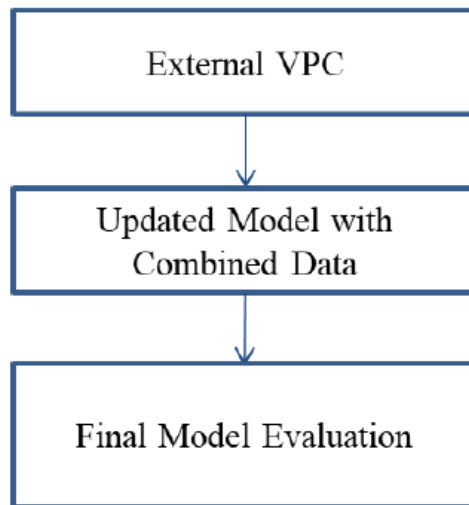 External VPC
Updated Model with
Combined Data
Final Model Evaluation